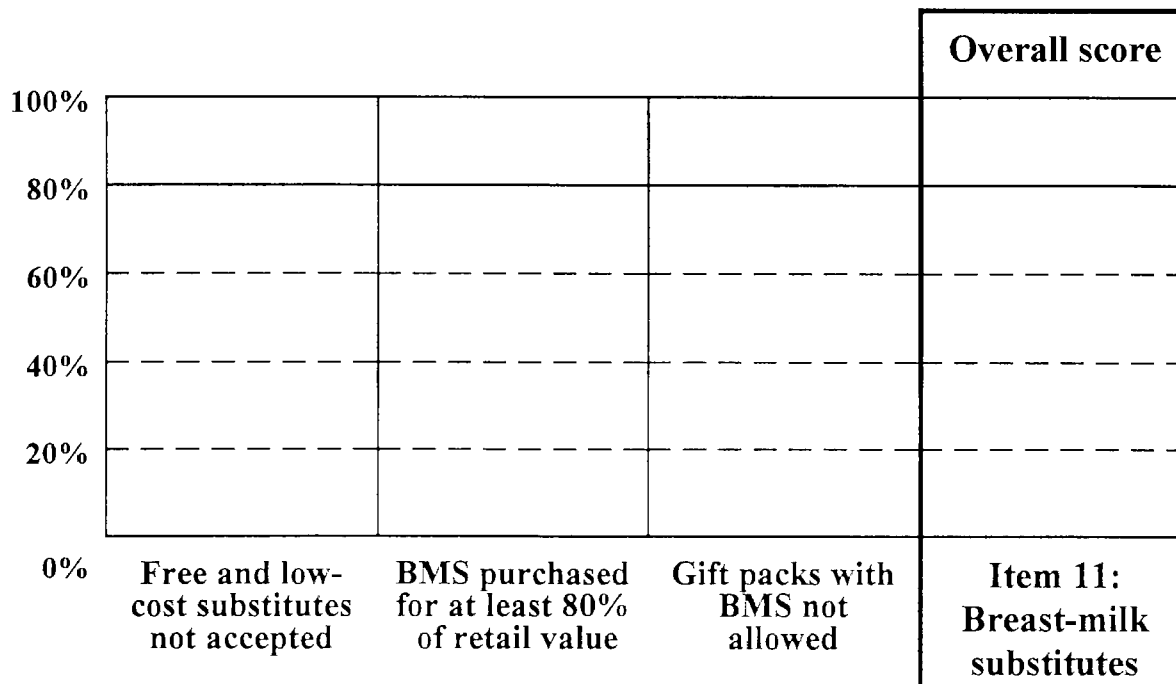 Overall score
100%
80%
60%
40%
20%
0%
Free and low-
cost substitutes
not accepted
BMS purchased
for at least 80%
of retail value
Gift packs with
BMS not
allowed
Item 11:
Breast-milk
substitutes